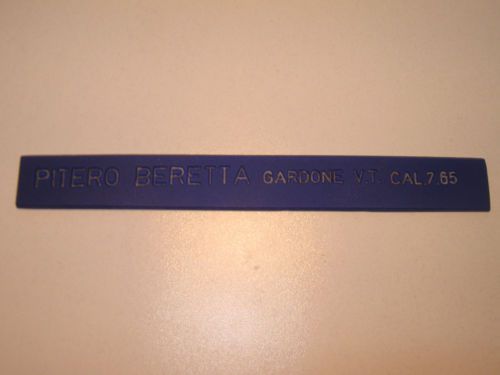 PITERO BERETTA GARDONE V.T. CAL.7.65